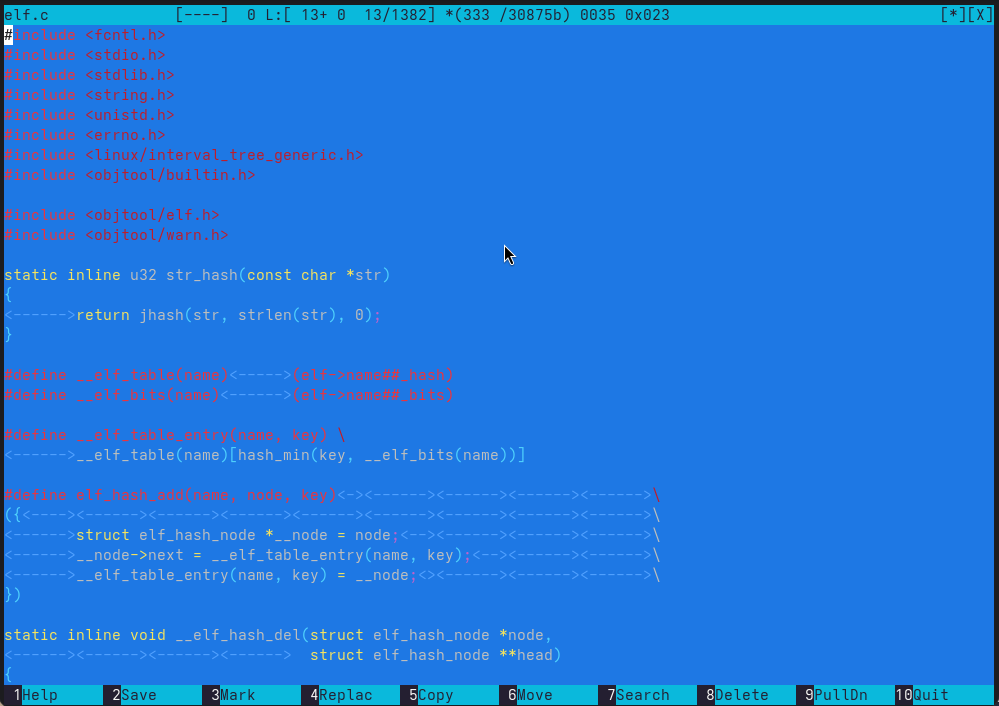 elf.c [----] 0 L:[ 13+ 0 13/1382] *(333 /30875b) 0035 0x023 [*][X]
#include <fcntl.h>
#include <stdio.h>
#include <stdlib.h>
#include <string.h>
#include <unistd.h>
#include <errno.h>
#include <linux/interval_tree_generic.h>
#include <objtool/builtin.h>
#include <objtool/elf.h>
#include <objtool/warn.h>
static inline u32 str_hash(const char *str)
{
<------>return jhash(str, strlen(str), 0);
}
#define __elf_table(name)<----->(elf->name##_hash)
#define __elf_bits(name)<------>(elf->name##_bits)
#define __elf_table_entry(name, key) \
<------>__elf_table(name)[hash_min(key, __elf_bits(name))]
#define elf_hash_add(name, node, key)<-><------><------><------><------>\
({<----><------><------><------><------><------><------><------><------>\
<------>struct elf_hash_node *__node = node;<--><------><------><------>\
<------>__node->next = __elf_table_entry(name, key);<--><------><------>\
<------>__elf_table_entry(name, key) = __node;<><------><------><------>\
})
static inline void __elf_hash_del(struct elf_hash_node *node,
<------><------><------><------>  struct elf_hash_node **head)
{
1Help 2Save 3Mark 4Replac 5Copy 6Move 7Search 8Delete 9PullDn 10Quit